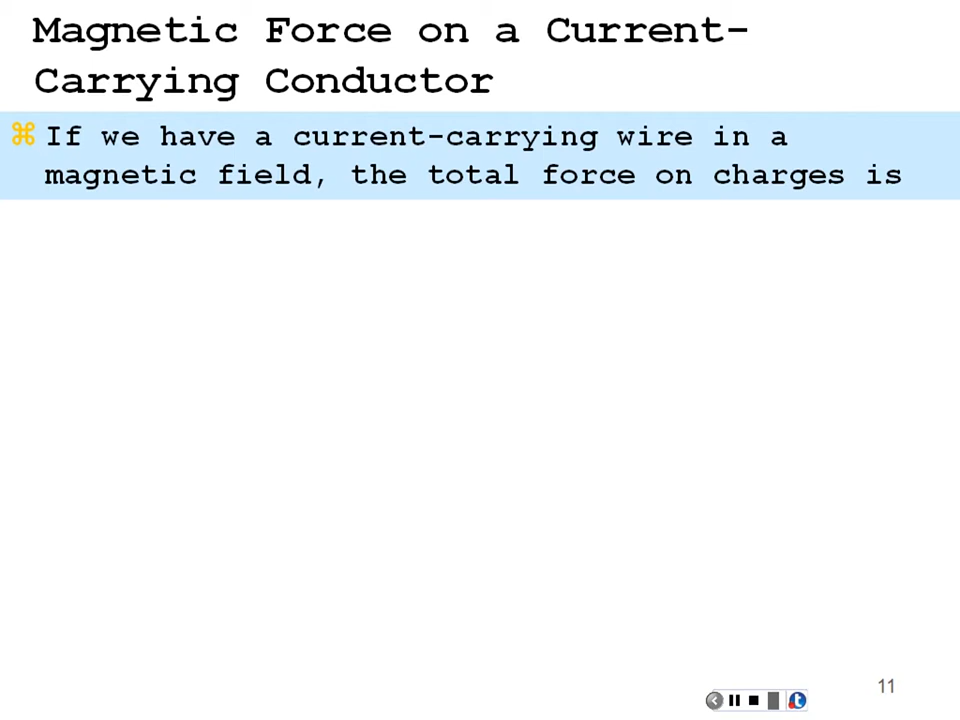 Magnetic Force on a Current-
Carrying Conductor
⌘ If we have a current-carrying wire in a
magnetic field, the total force on charges is
11